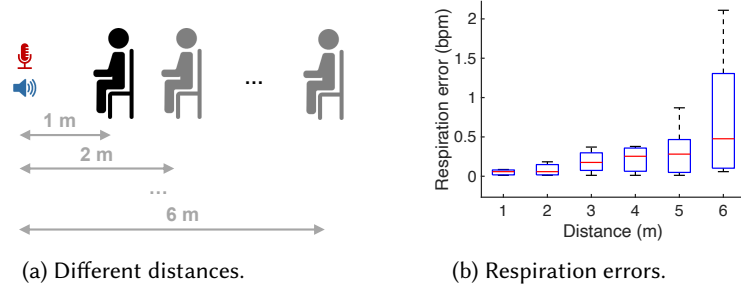 ...
1 m
2 m
...
6 m
(a) Different distances.
Respiration error (bpm)
2
1.5
1
0.5
0
1 2 3 4 5 6
Distance (m)
(b) Respiration errors.